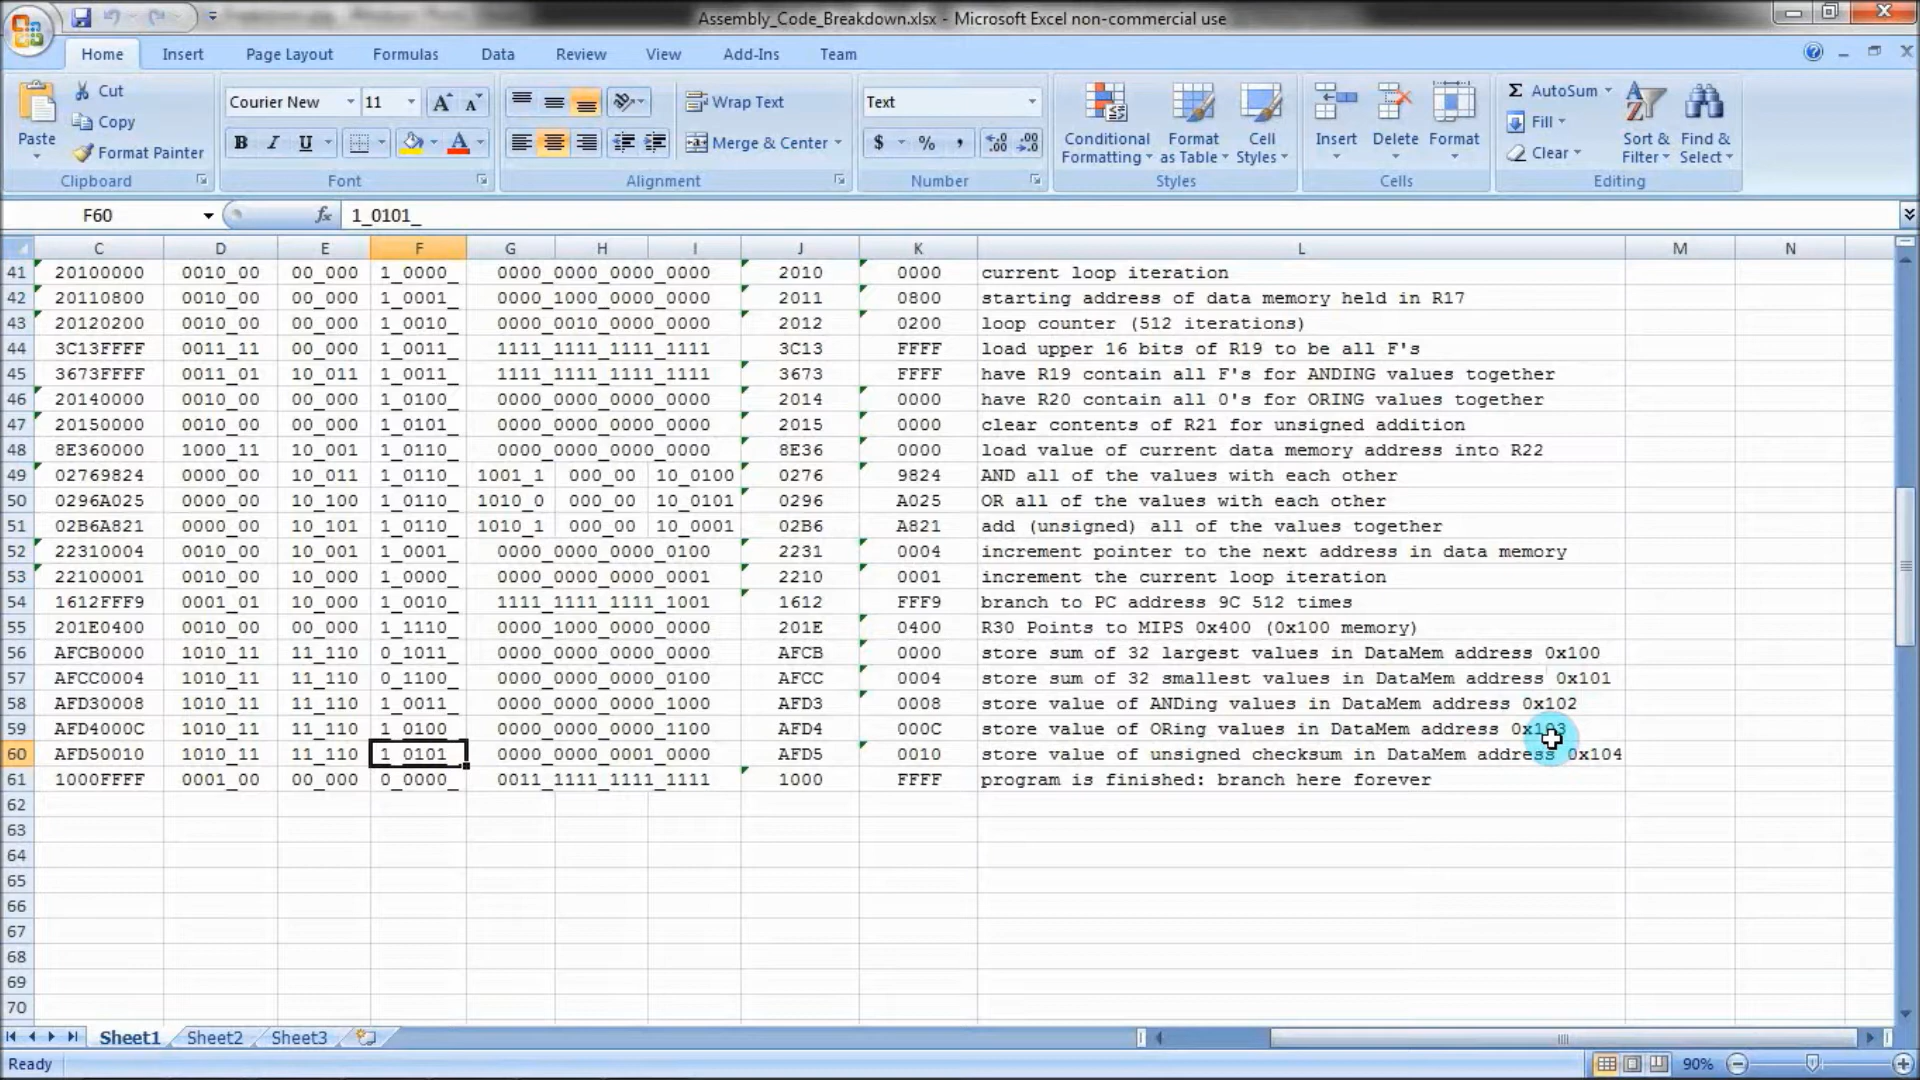 Assembly_Code_Breakdown.xlsx - Microsoft Excel non-commercial use
Home Insert Page Layout Formulas Data Review View Add-Ins Team
Paste Cut Copy Format Painter Clipboard
Courier New 11 B I U Font
Wrap Text Merge & Center Alignment
Text $ % , .00 .00 Number
Conditional Formatting Format as Table Cell Styles Styles
Insert Delete Format Cells
AutoSum Fill Clear Sort & Filter Find & Select Editing
F60 fx 1_0101_
C D E F G H I J K L M N
41 20100000 0010_00 00_000 1_0000_ 0000_0000_0000_0000 2010 0000 current loop iteration
42 20110800 0010_00 00_000 1_0001_ 0000_1000_0000_0000 2011 0800 starting address of data memory held in R17
43 20120200 0010_00 00_000 1_0010_ 0000_0010_0000_0000 2012 0200 loop counter (512 iterations)
44 3C13FFFF 0011_11 00_000 1_0011_ 1111_1111_1111_1111 3C13 FFFF load upper 16 bits of R19 to be all F's
45 3673FFFF 0011_01 10_011 1_0011_ 1111_1111_1111_1111 3673 FFFF have R19 contain all F's for ANDING values together
46 20140000 0010_00 00_000 1_0100_ 0000_0000_0000_0000 2014 0000 have R20 contain all 0's for ORING values together
47 20150000 0010_00 00_000 1_0101_ 0000_0000_0000_0000 2015 0000 clear contents of R21 for unsigned addition
48 8E360000 1000_11 10_001 1_0110_ 0000_0000_0000_0000 8E36 0000 load value of current data memory address into R22
49 02769824 0000_00 10_011 1_0110_ 1001_1 000_00 10_0100 0276 9824 AND all of the values with each other
50 0296A025 0000_00 10_100 1_0110_ 1010_0 000_00 10_0101 0296 A025 OR all of the values with each other
51 02B6A821 0000_00 10_101 1_0110_ 1010_1 000_00 10_0001 02B6 A821 add (unsigned) all of the values together
52 22310004 0010_00 10_001 1_0001_ 0000_0000_0000_0100 2231 0004 increment pointer to the next address in data memory
53 22100001 0010_00 10_000 1_0000_ 0000_0000_0000_0001 2210 0001 increment the current loop iteration
54 1612FFF9 0001_01 10_000 1_0010_ 1111_1111_1111_1001 1612 FFF9 branch to PC address 9C 512 times
55 201E0400 0010_00 00_000 1_1110_ 0000_1000_0000_0000 201E 0400 R30 Points to MIPS 0x400 (0x100 memory)
56 AFCB0000 1010_11 11_110 0_1011_ 0000_0000_0000_0000 AFCB 0000 store sum of 32 largest values in DataMem address 0x100
57 AFCC0004 1010_11 11_110 0_1100_ 0000_0000_0000_0100 AFCC 0004 store sum of 32 smallest values in DataMem address 0x101
58 AFD30008 1010_11 11_110 1_0011_ 0000_0000_0000_1000 AFD3 0008 store value of ANDing values in DataMem address 0x102
59 AFD4000C 1010_11 11_110 1_0100_ 0000_0000_0000_1100 AFD4 000C store value of ORing values in DataMem address 0x103
60 AFD50010 1010_11 11_110 1_0101_ 0000_0000_0001_0000 AFD5 0010 store value of unsigned checksum in DataMem address 0x104
61 1000FFFF 0001_00 00_000 0_0000_ 0011_1111_1111_1111 1000 FFFF program is finished: branch here forever
62
63
64
65
66
67
68
69
70
Sheet1 Sheet2 Sheet3
Ready 90%